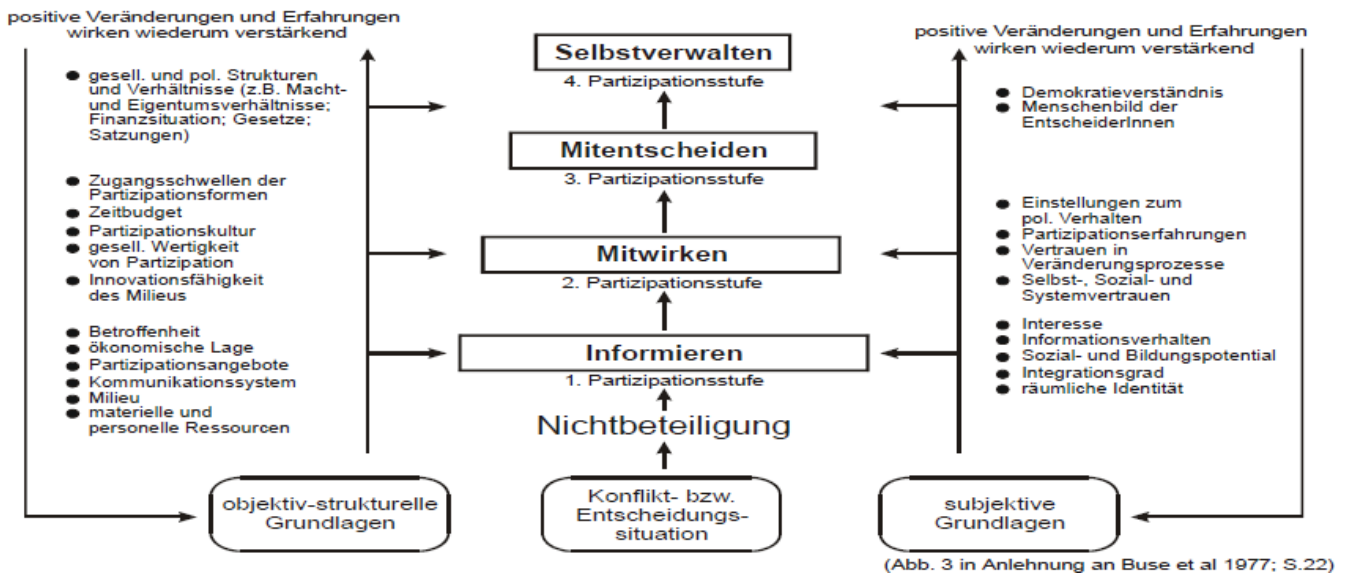 positive Veränderungen und Erfahrungen
wirken wiederum verstärkend
● gesell. und pol. Strukturen
und Verhältnisse (z.B. Macht-
und Eigentumsverhältnisse;
Finanzsituation; Gesetze;
Satzungen)
● Zugangsschwellen der
Partizipationsformen
● Zeitbudget
● Partizipationskultur
● gesell. Wertigkeit
von Partizipation
● Innovationsfähigkeit
des Milieus
● Betroffenheit
● ökonomische Lage
● Partizipationsangebote
● Kommunikationssystem
● Milieu
● materielle und
personelle Ressourcen
objektiv-strukturelle
Grundlagen
Selbstverwalten
4. Partizipationsstufe
Mitentscheiden
3. Partizipationsstufe
Mitwirken
2. Partizipationsstufe
Informieren
1. Partizipationsstufe
Nichtbeteiligung
Konflikt- bzw.
Entscheidungs-
situation
positive Veränderungen und Erfahrungen
wirken wiederum verstärkend
● Demokratieverständnis
● Menschenbild der
EntscheiderInnen
● Einstellungen zum
pol. Verhalten
● Partizipationserfahrungen
● Vertrauen in
Veränderungsprozesse
● Selbst-, Sozial- und
Systemvertrauen
● Interesse
● Informationsverhalten
● Sozial- und Bildungspotential
● Integrationsgrad
● räumliche Identität
subjektive
Grundlagen
(Abb. 3 in Anlehnung an Buse et al 1977; S.22)